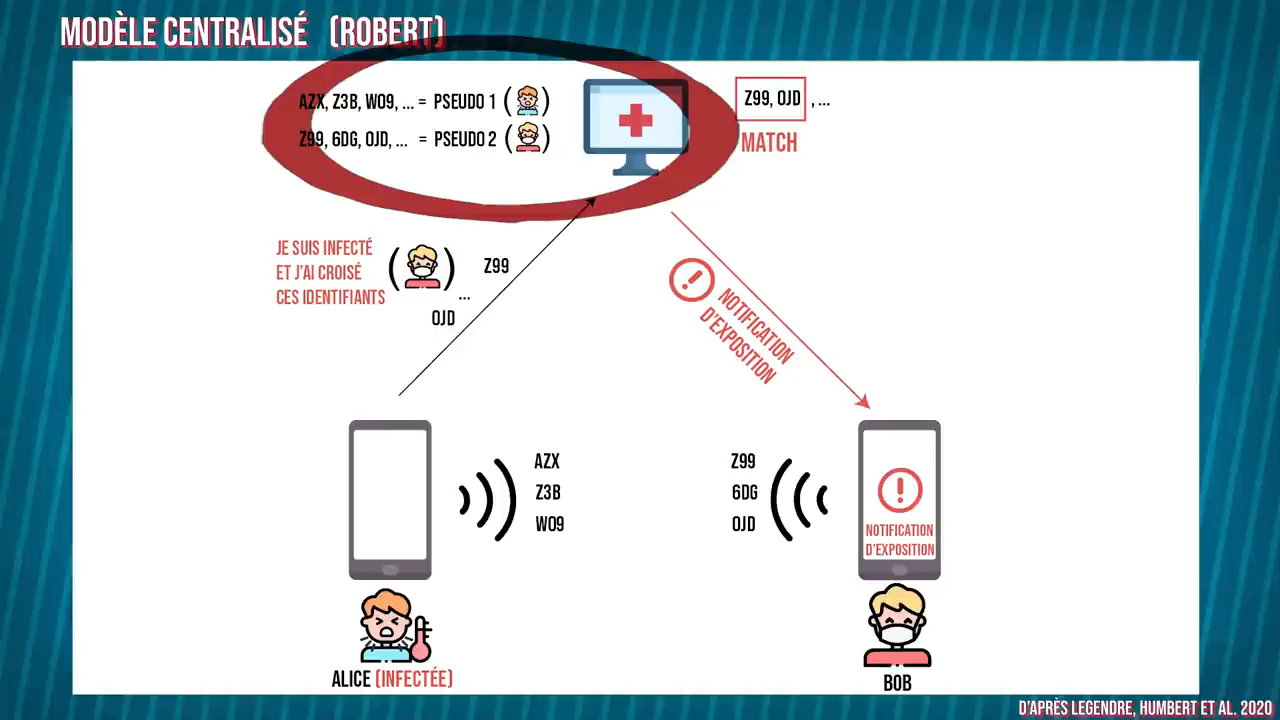 MODÈLE CENTRALISÉ (ROBERT)
AZX, Z3B, W09, ... = PSEUDO 1 ( )
Z99, 6DG, OJD, ... = PSEUDO 2 ( )
Z99, OJD , ...
MATCH
JE SUIS INFECTÉ
ET J'AI CROISÉ
CES IDENTIFIANTS
( )
Z99
...
OJD
NOTIFICATION
D'EXPOSITION
AZX
Z3B
W09
Z99
6DG
OJD
NOTIFICATION
D'EXPOSITION
ALICE (INFECTÉE)
BOB
D'APRÈS LEGENDRE, HUMBERT ET AL. 2020